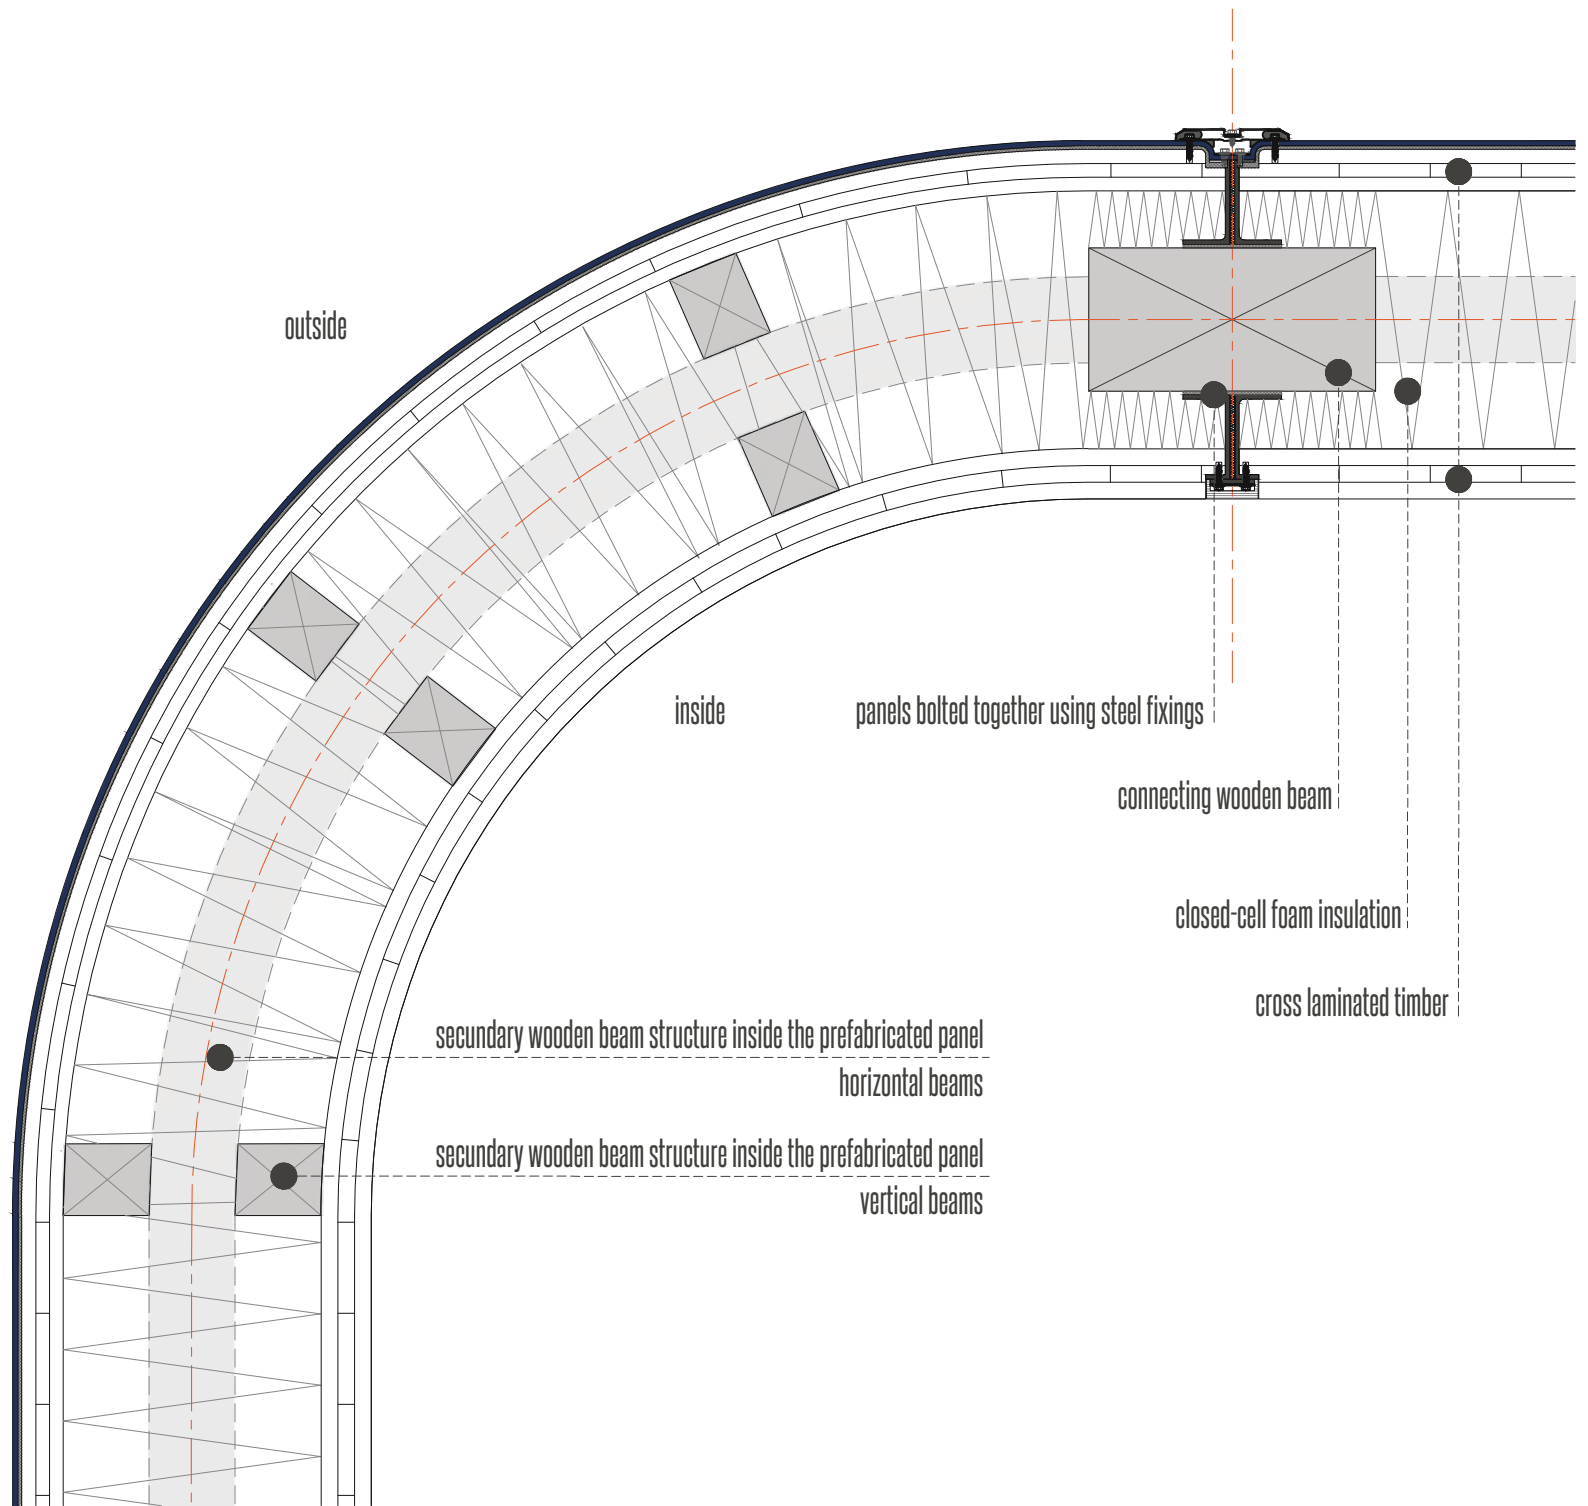 outside
inside
panels bolted together using steel fixings
connecting wooden beam
closed-cell foam insulation
cross laminated timber
secundary wooden beam structure inside the prefabricated panel
horizontal beams
secundary wooden beam structure inside the prefabricated panel
vertical beams